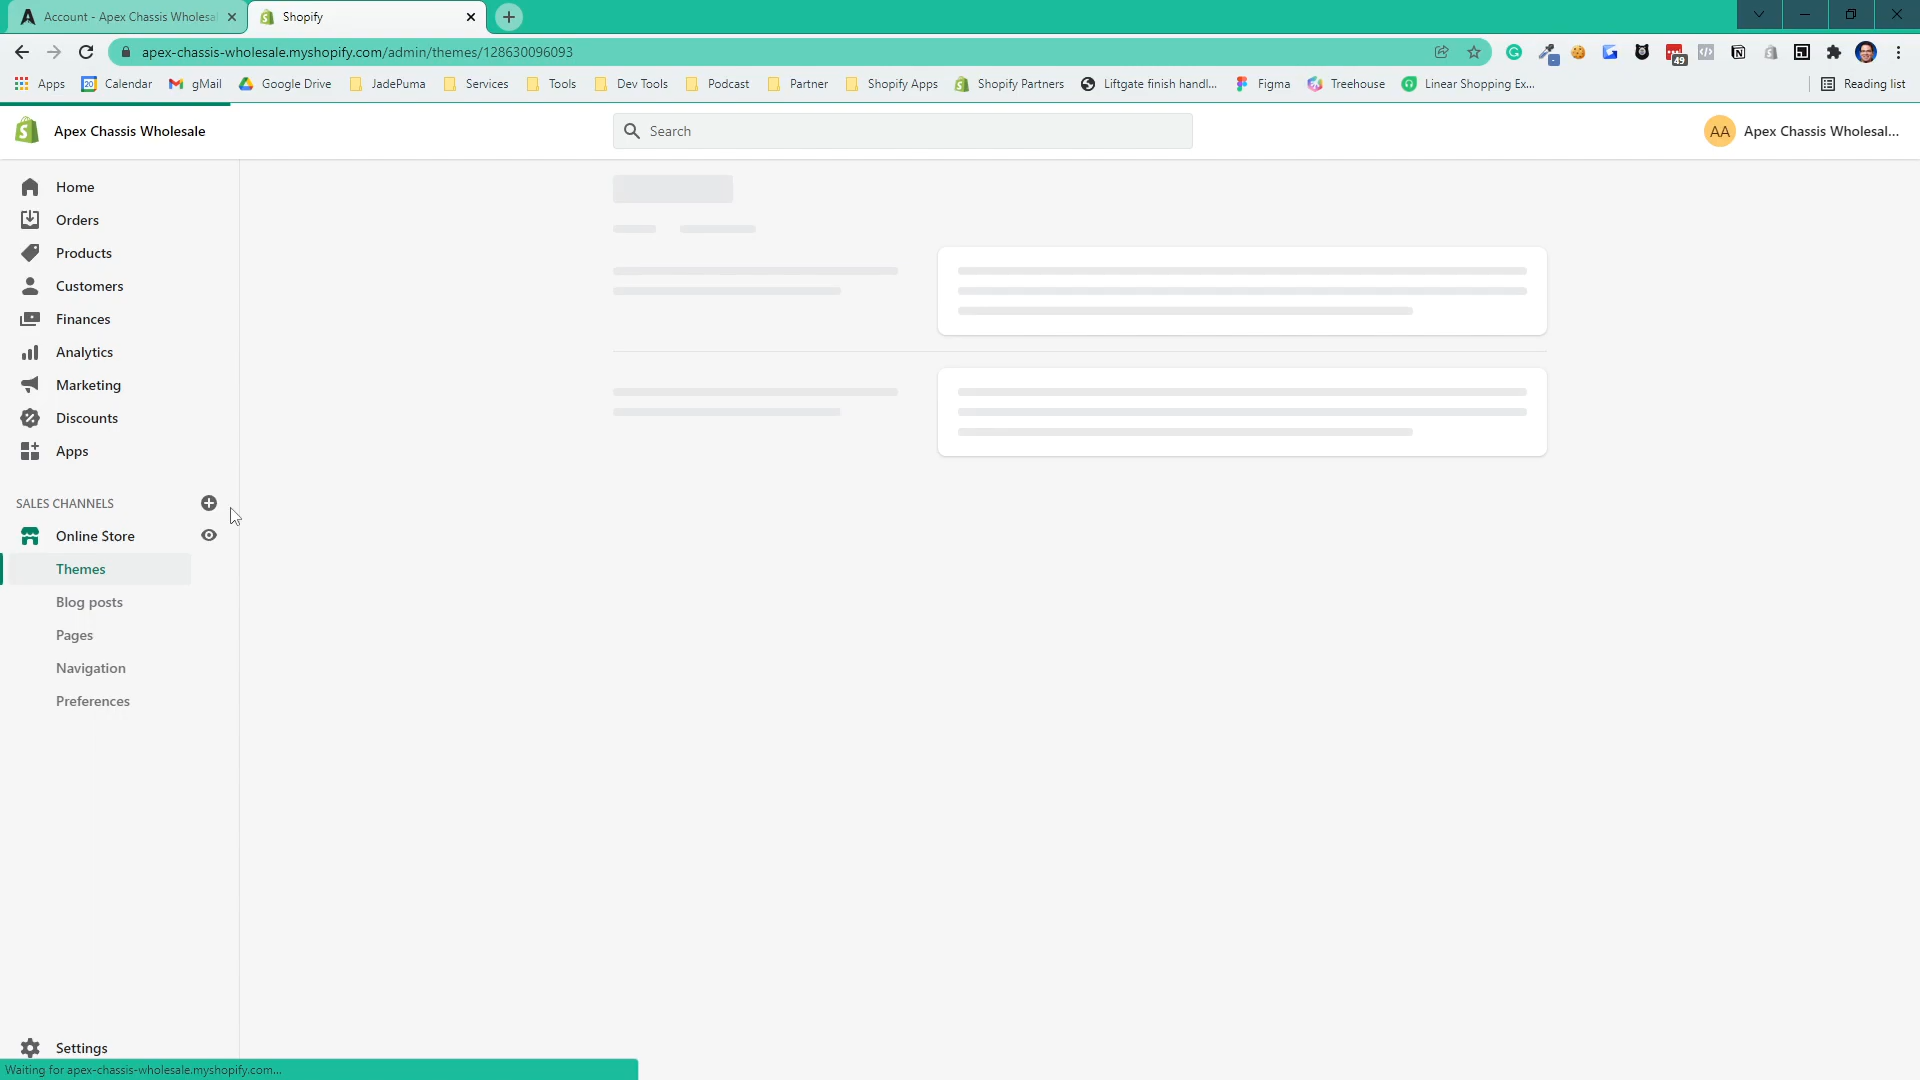 Account - Apex Chassis Wholesa
Shopify
apex-chassis-wholesale.myshopify.com/admin/themes/128630096093
49
Apps
20
Calendar
gMail
Google Drive
JadePuma
Services
Tools
Dev Tools
Podcast
Partner
Shopify Apps
Shopify Partners
Liftgate finish handl...
Figma
Treehouse
Linear Shopping Ex...
Reading list
Apex Chassis Wholesale
Search
AA
Apex Chassis Wholesal...
Home
Orders
Products
Customers
Finances
Analytics
Marketing
Discounts
Apps
SALES CHANNELS
Online Store
Themes
Blog posts
Pages
Navigation
Preferences
Settings
Waiting for apex-chassis-wholesale.myshopify.com...